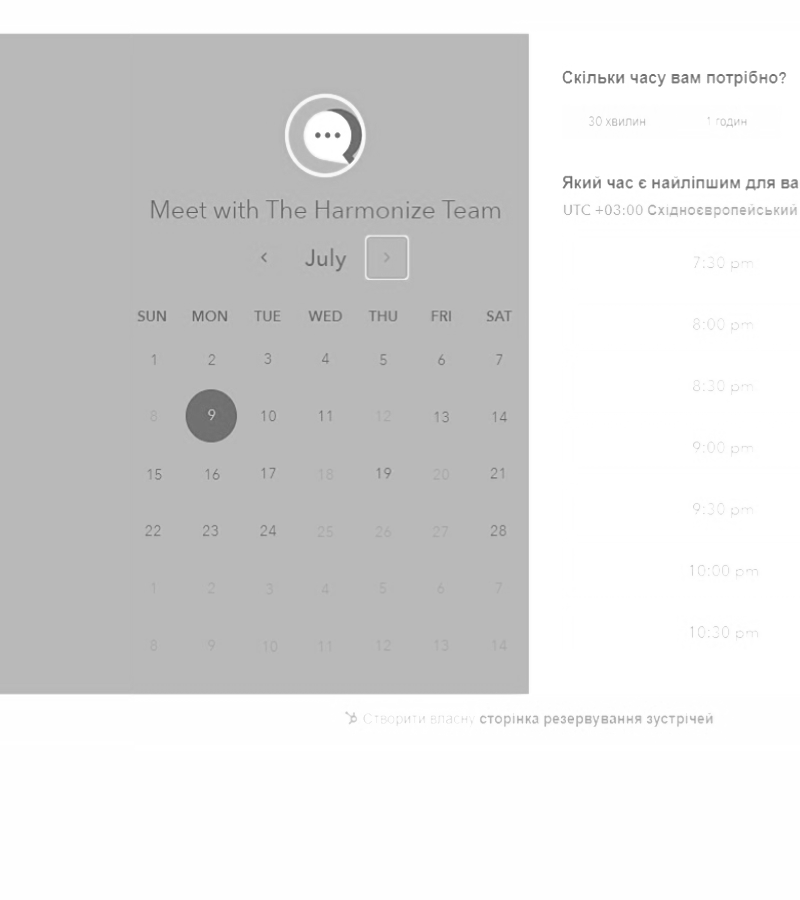 Meet with The Harmonize Team
July
SUN MON TUE WED THU FRI SAT
1 2 3 4 5 6 7
8 9 10 11 12 13 14
15 16 17 18 19 20 21
22 23 24 25 26 27 28
1 2 3 4 5 6 7
8 9 10 11 12 13 14
Скільки часу вам потрібно?
30 хвилин 1 годин
Який час є найліпшим для ва
UTC +03:00 Східноєвропейський
7:30 pm
8:00 pm
8:30 pm
9:00 pm
9:30 pm
10:00 pm
10:30 pm
Створити власну сторінка резервування зустрічей